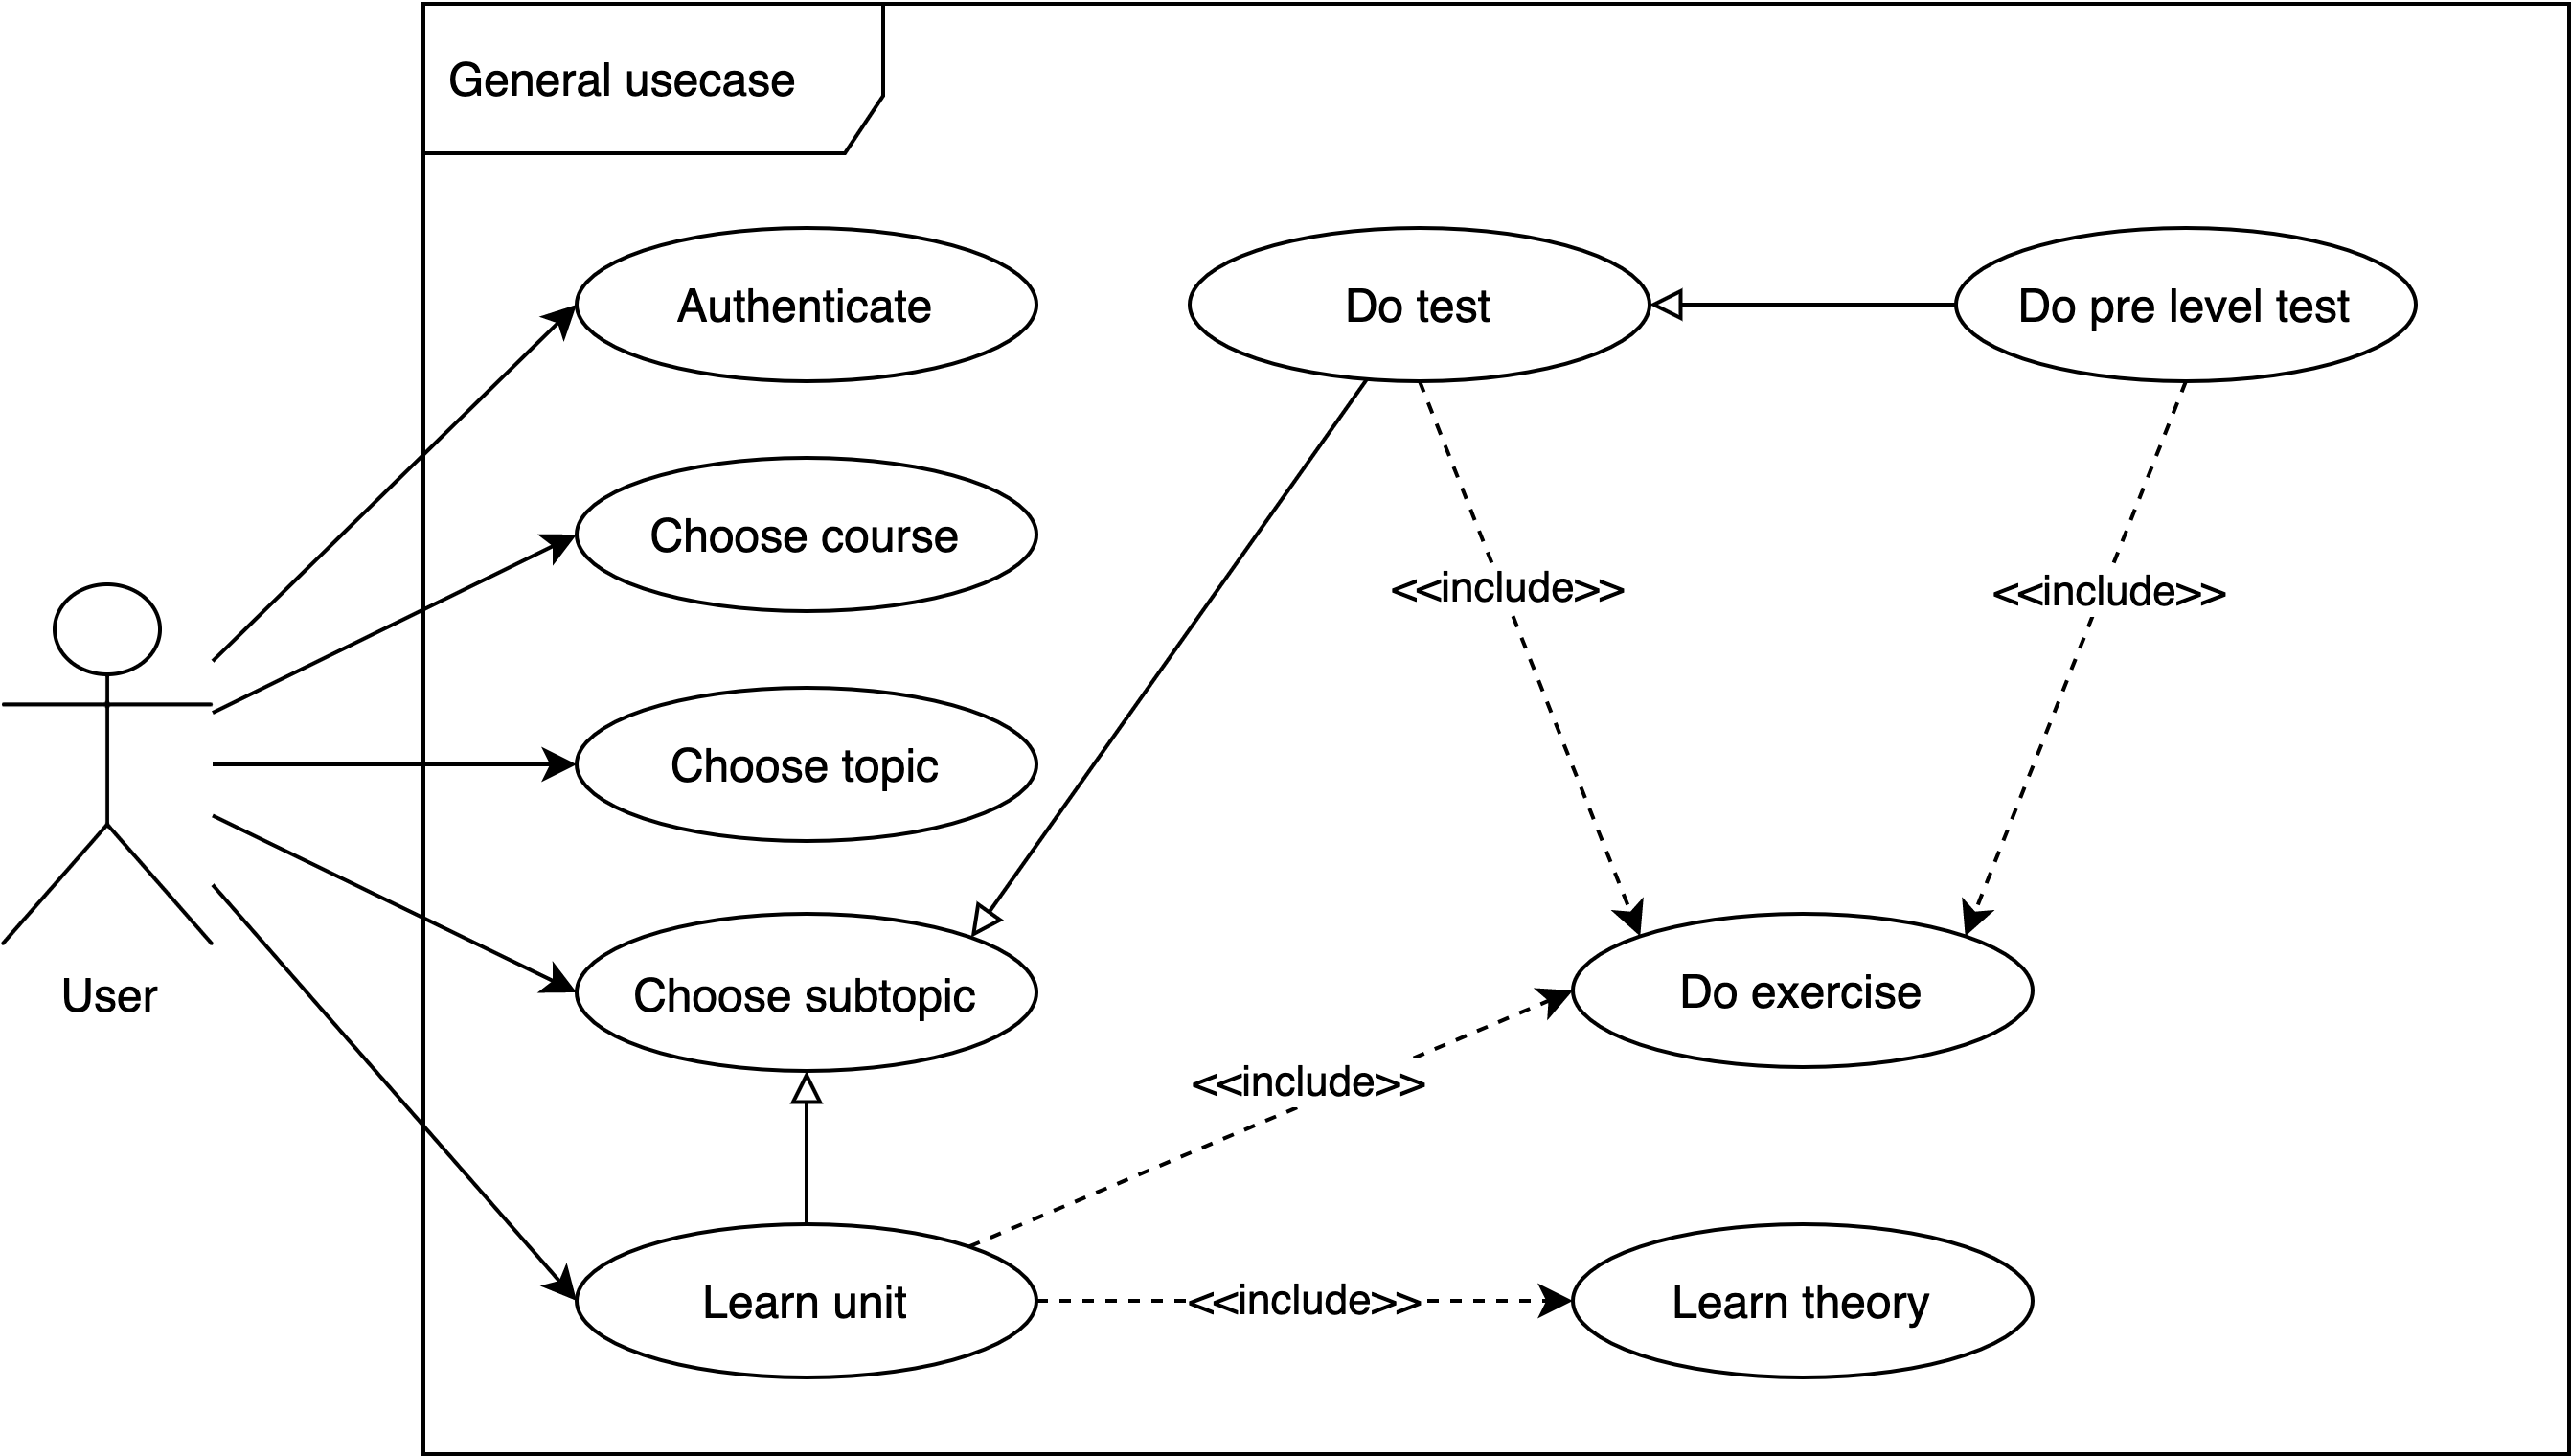 General usecase
Authenticate
Do test
Do pre level test
Choose course
<<include>>
<<include>>
Choose topic
User
Choose subtopic
Do exercise
<<include>>
Learn unit
<<include>>
Learn theory